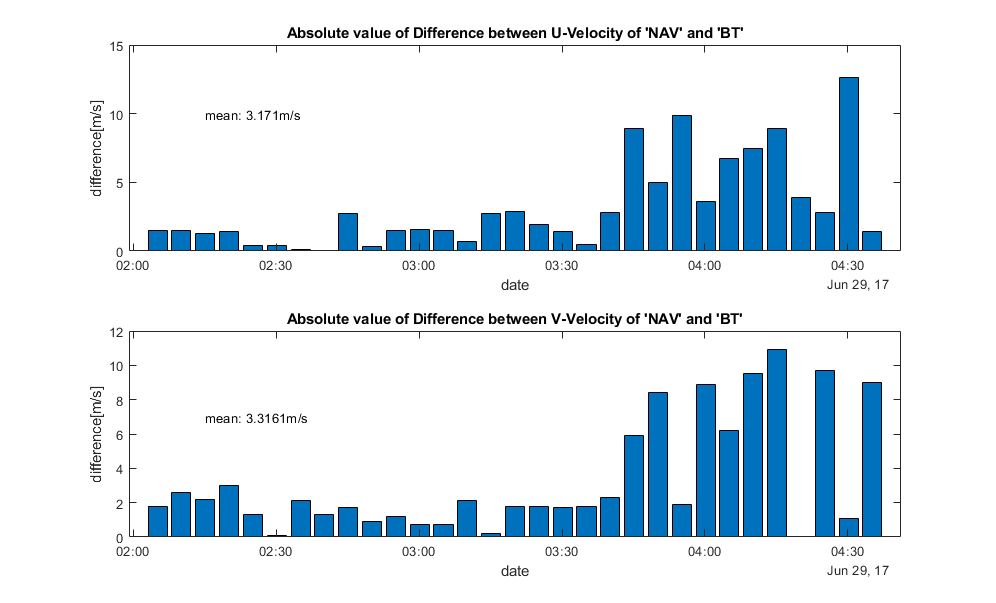 Absolute value of Difference between U-Velocity of 'NAV' and 'BT'
15
10
5
0
difference[m/s]
mean: 3.171m/s
02:00 02:30 03:00 03:30 04:00 04:30
date
Jun 29, 17
Absolute value of Difference between V-Velocity of 'NAV' and 'BT'
12
10
8
6
4
2
0
difference[m/s]
mean: 3.3161m/s
02:00 02:30 03:00 03:30 04:00 04:30
date
Jun 29, 17